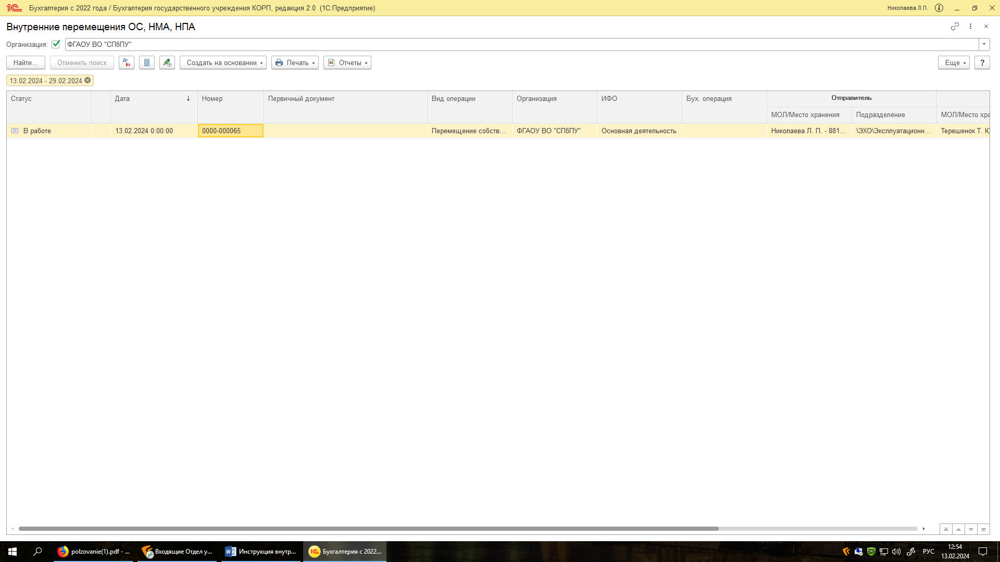 Бухгалтерия с 2022 года / Бухгалтерия государственного учреждения КОРП, редакция 2.0 (1С:Предприятие)
Николаева Л.П.
Внутренние перемещения ОС, НМА, НПА
Организация: ФГАОУ ВО "СПбПУ"
Найти... Отменить поиск Дт Кт Создать на основании Печать Отчеты Еще ?
13.02.2024 - 29.02.2024
Статус Дата Номер Первичный документ Вид операции Организация ИФО Бух. операция Отправитель
МОЛ/Место хранения Подразделение МОЛ/Место хра
В работе 13.02.2024 0:00:00 0000-000065 Перемещение собств... ФГАОУ ВО "СПбПУ" Основная деятельность Николаева Л. П. - 881... \ЭХО\Эксплуатационн... Терешенок Т. Ю
polzovanie(1).pdf - ... Входящие Отдел у... Инструкция внутр... Бухгалтерия с 2022... РУС
12:54
13.02.2024